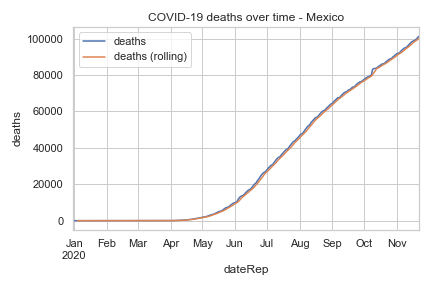 COVID-19 deaths over time - Mexico
deaths
deaths (rolling)
100000
80000
60000
40000
20000
0
deaths
Jan Feb Mar Apr May Jun Jul Aug Sep Oct Nov
2020
dateRep